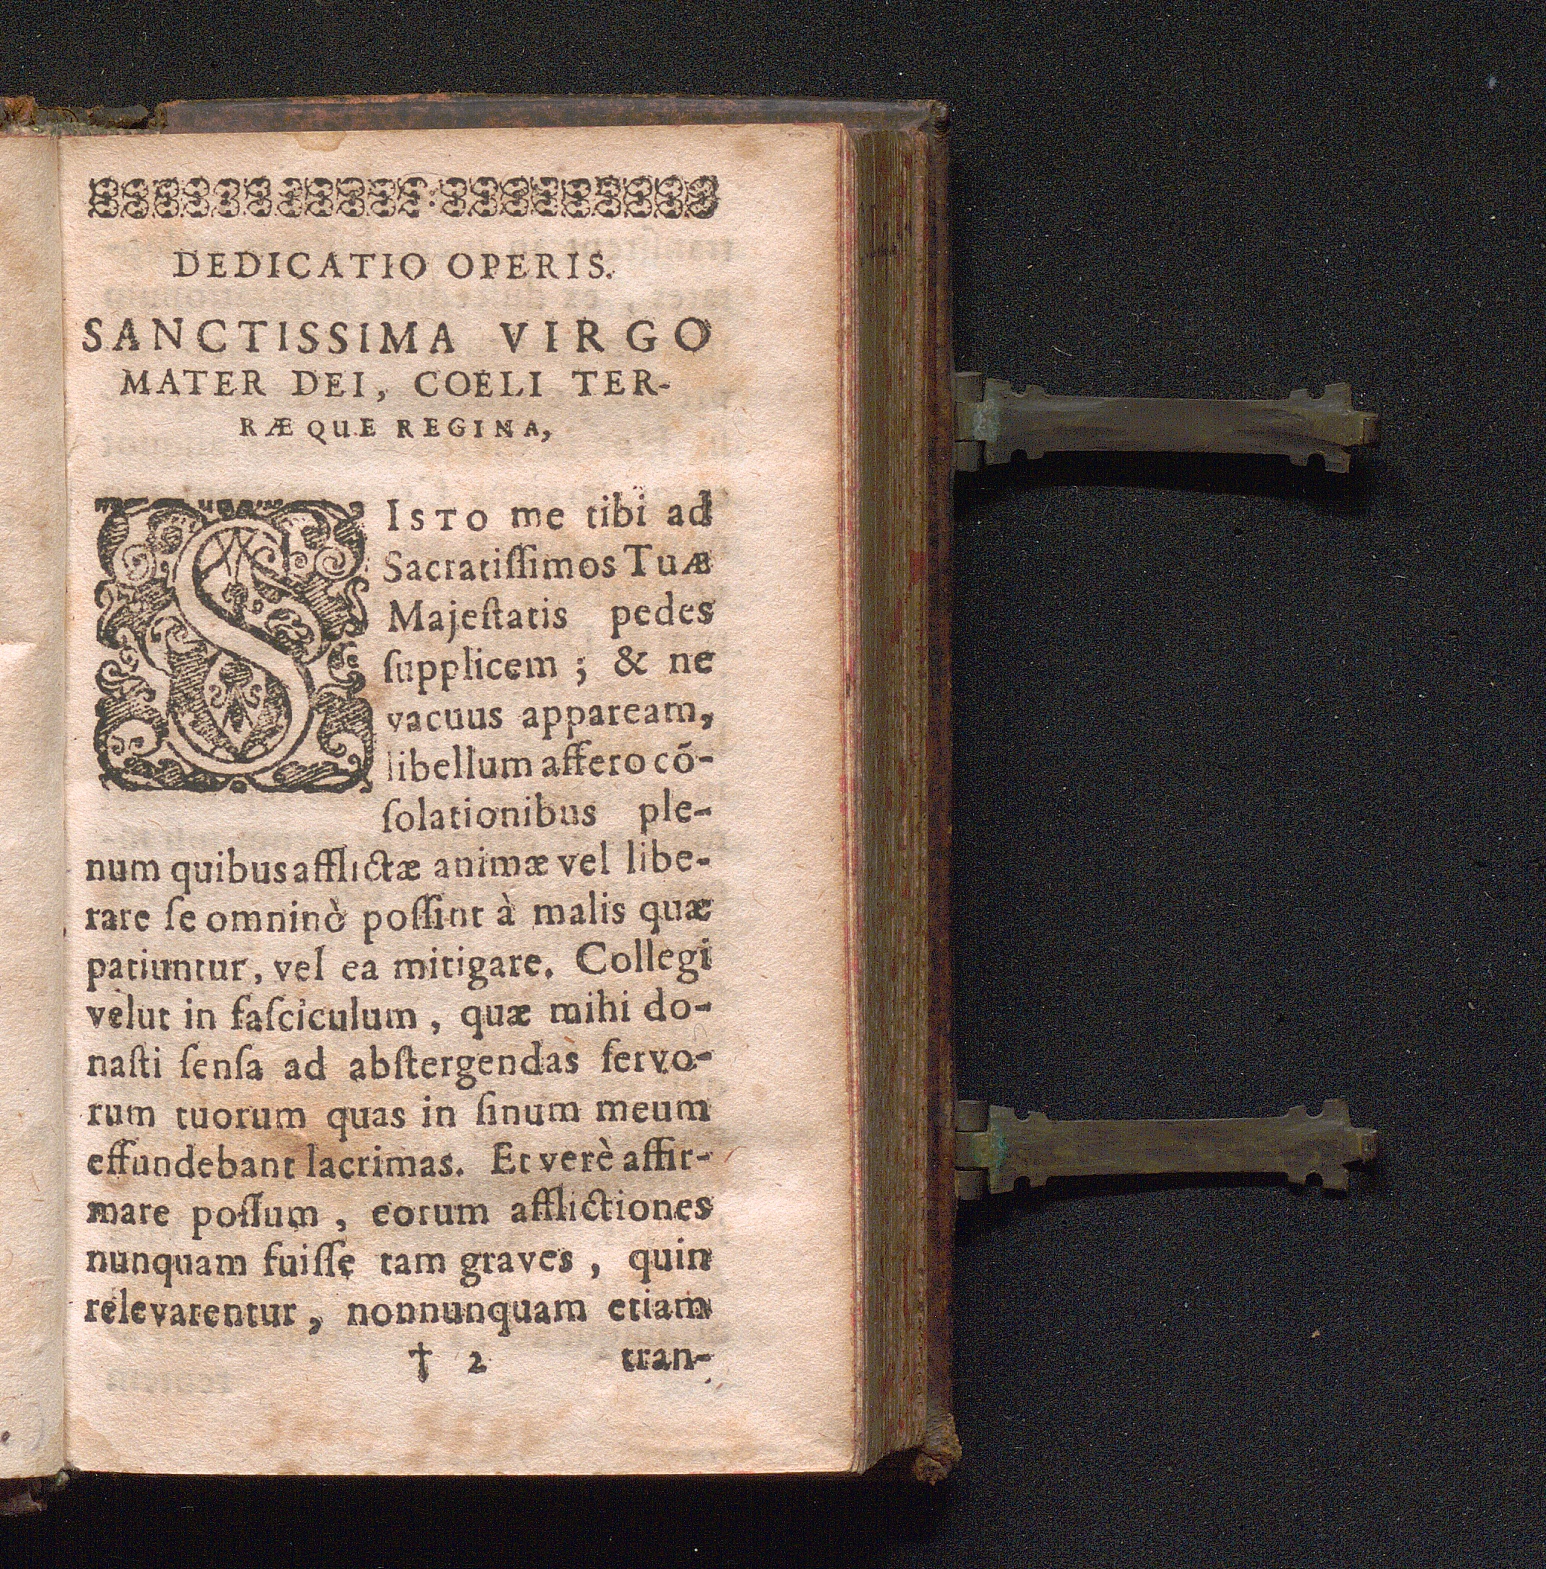 DEDICATIO OPERIS.
SANCTISSIMA VIRGO
MATER DEI, COELI TER-
RÆQUE REGINA,
SISTO me tibi ad
Sacratiſſimos Tuæ
Majeſtatis pedes
ſupplicem ; & ne
vacuus appaream,
libellum affero cō-
ſolationibus ple-
num quibus afflictæ animæ vel libe-
rare ſe omninò poſſint à malis quæ
patiuntur, vel ea mitigare. Collegi
velut in faſciculum , quæ mihi do-
naſti ſenſa ad abſtergendas ſervo-
rum tuorum quas in ſinum meum
effundebant lacrimas. Et verè affir-
mare poſſum , eorum afflictiones
nunquam fuiſſe tam graves , quin
relevarentur , nonnunquam etiam
† 2 tran-